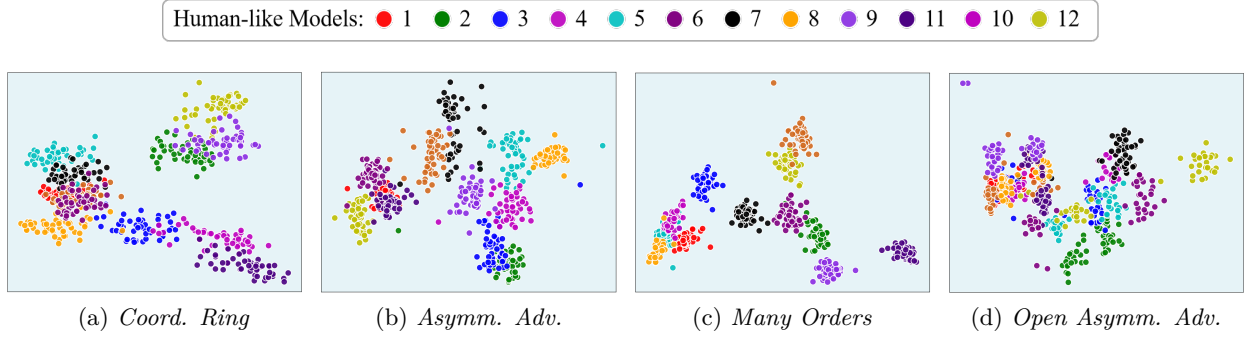 Human-like Models: 1 2 3 4 5 6 7 8 9 11 10 12
(a) Coord. Ring (b) Asymm. Adv. (c) Many Orders (d) Open Asymm. Adv.